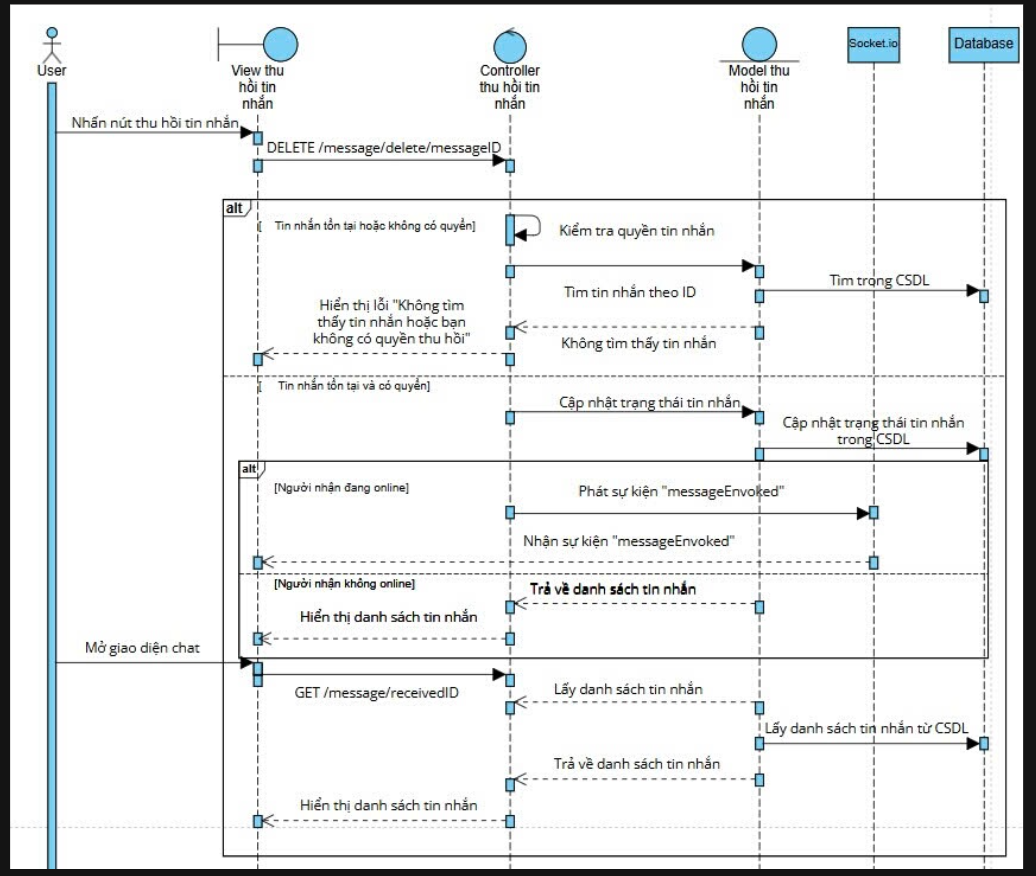 User
View thu
hồi tin
nhắn
Controller
thu hồi tin
nhắn
Model thu
hồi tin
nhắn
Socket.io
Database
Nhấn nút thu hồi tin nhắn
DELETE /message/delete/messageID
alt
[ Tin nhắn tồn tại hoặc không có quyền]
Kiểm tra quyền tin nhắn
Tìm tin nhắn theo ID
Tìm trong CSDL
Hiển thị lỗi "Không tìm
thấy tin nhắn hoặc bạn
không có quyền thu hồi"
Không tìm thấy tin nhắn
[ Tin nhắn tồn tại và có quyền]
Cập nhật trạng thái tin nhắn
Cập nhật trạng thái tin nhắn
trong CSDL
alt
[Người nhận đang online]
Phát sự kiện "messageEnvoked"
Nhận sự kiện "messageEnvoked"
[Người nhận không online]
Trả về danh sách tin nhắn
Hiển thị danh sách tin nhắn
Mở giao diện chat
GET /message/receivedID
Lấy danh sách tin nhắn
Lấy danh sách tin nhắn từ CSDL
Trả về danh sách tin nhắn
Hiển thị danh sách tin nhắn